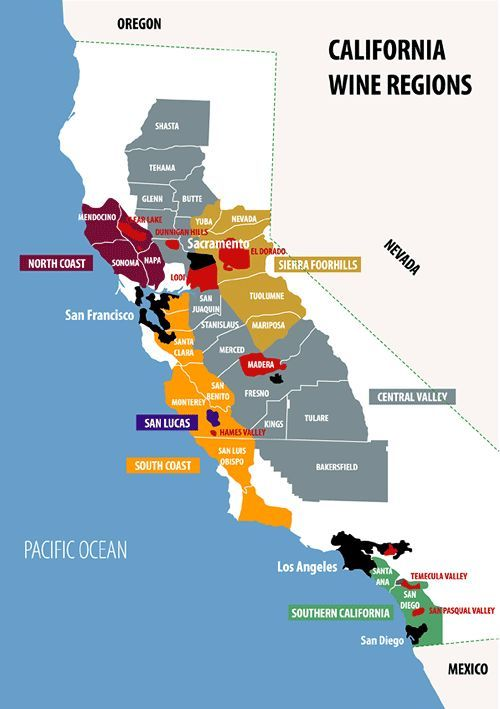 OREGON
CALIFORNIA
WINE REGIONS
SHASTA
TEHAMA
GLENN
BUTTE
MENDOCINO
EAR LAKE
YUBA
NEVADA
DUNNIGAN HILLS
Sacramento
NORTH COAST
SONOMA
NAPA
EL DORADO
SIERRA FOORHILLS
NEVADA
LODI
San Francisco
SAN
JUAQUIN
TUOLUMNE
STANISLAUS
MARIPOSA
SANTA
CLARA
MERCED
MADERA
SAN
BENITO
FRESNO
CENTRAL VALLEY
MONTEREY
SAN LUCAS
HAMES VALLEY
KINGS
TULARE
SOUTH COAST
SAN LUIS
OBISPO
BAKERSFIELD
PACIFIC OCEAN
Los Angeles
SANTA
ANA
TEMECULA VALLEY
SAN
DIEGO
SAN PASQUAL VALLEY
SOUTHERN CALIFORNIA
San Diego
MEXICO